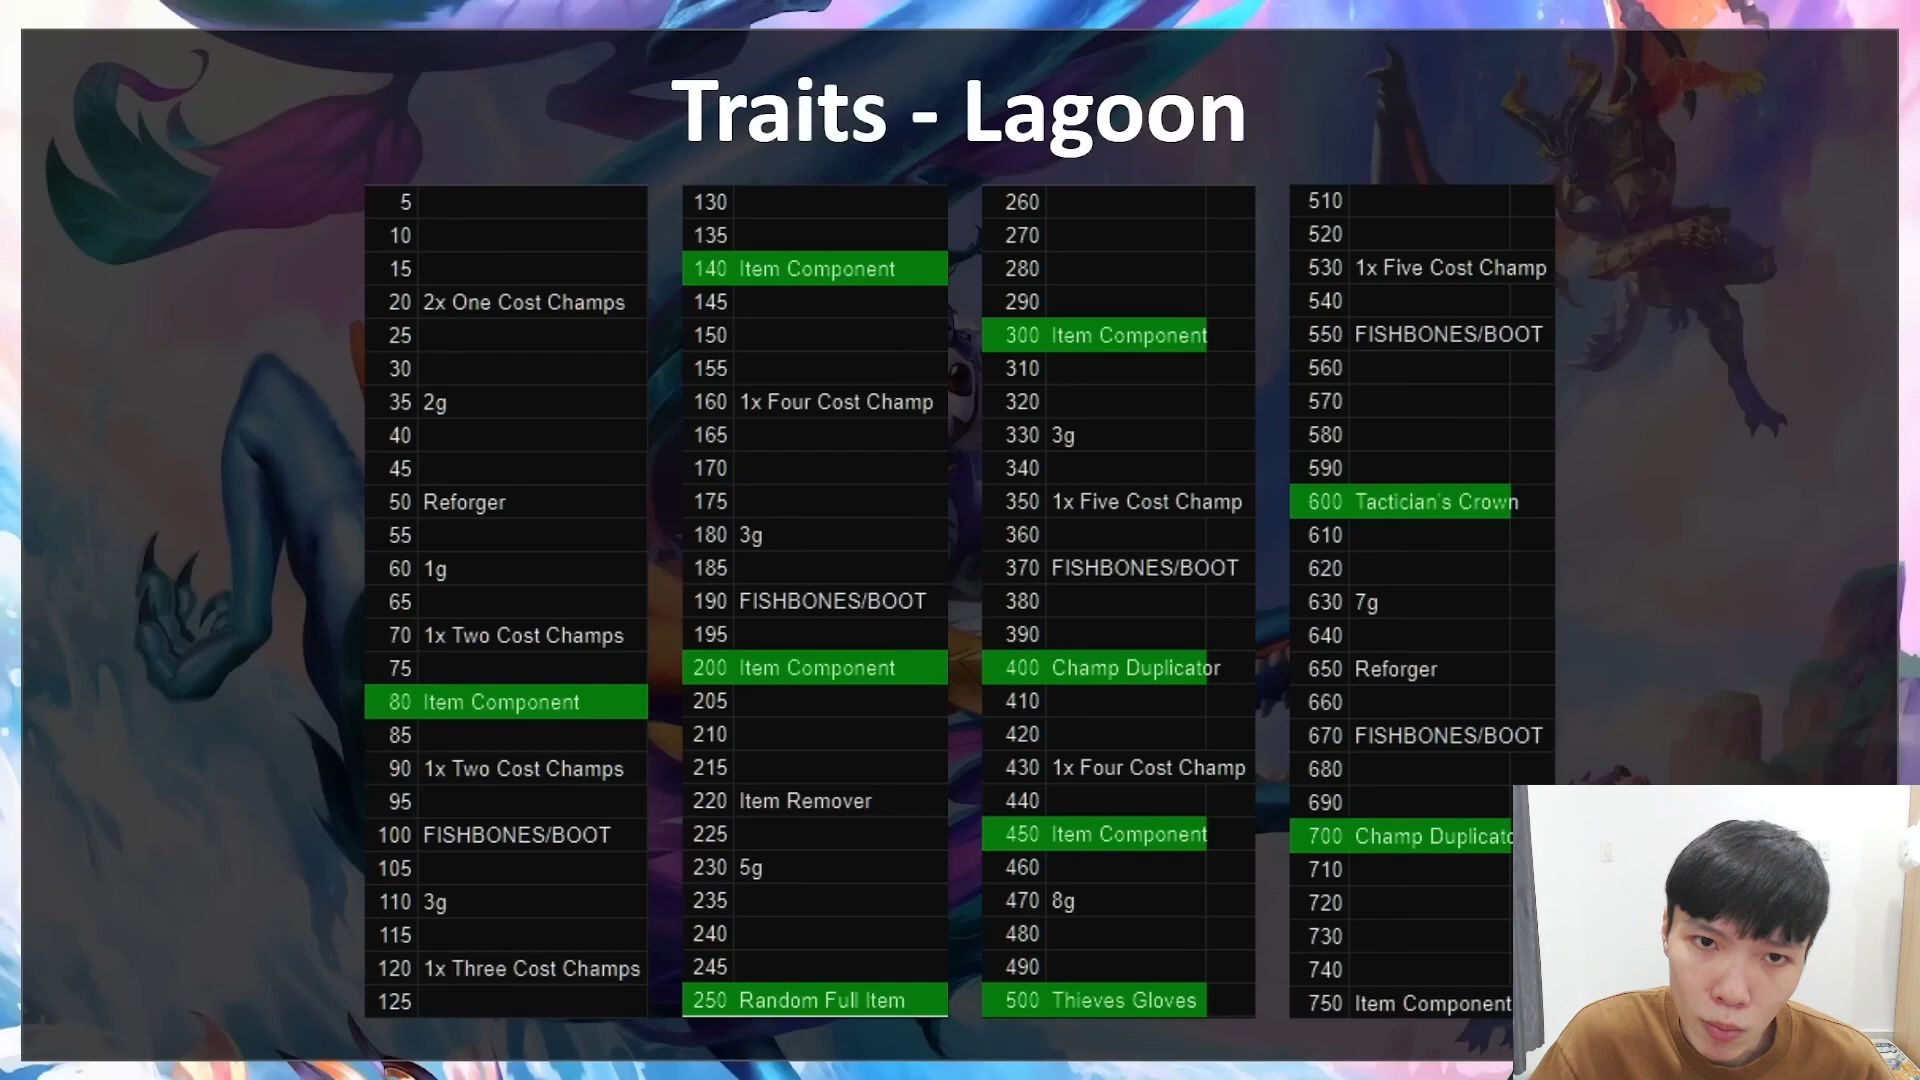 Traits - Lagoon
5
10
15
20 2x One Cost Champs
25
30
35 2g
40
45
50 Reforger
55
60 1g
65
70 1x Two Cost Champs
75
80 Item Component
85
90 1x Two Cost Champs
95
100 FISHBONES/BOOT
105
110 3g
115
120 1x Three Cost Champs
125
130
135
140 Item Component
145
150
155
160 1x Four Cost Champ
165
170
175
180 3g
185
190 FISHBONES/BOOT
195
200 Item Component
205
210
215
220 Item Remover
225
230 5g
235
240
245
250 Random Full Item
260
270
280
290
300 Item Component
310
320
330 3g
340
350 1x Five Cost Champ
360
370 FISHBONES/BOOT
380
390
400 Champ Duplicator
410
420
430 1x Four Cost Champ
440
450 Item Component
460
470 8g
480
490
500 Thieves Gloves
510
520
530 1x Five Cost Champ
540
550 FISHBONES/BOOT
560
570
580
590
600 Tactician's Crown
610
620
630 7g
640
650 Reforger
660
670 FISHBONES/BOOT
680
690
700 Champ Duplicato
710
720
730
740
750 Item Component